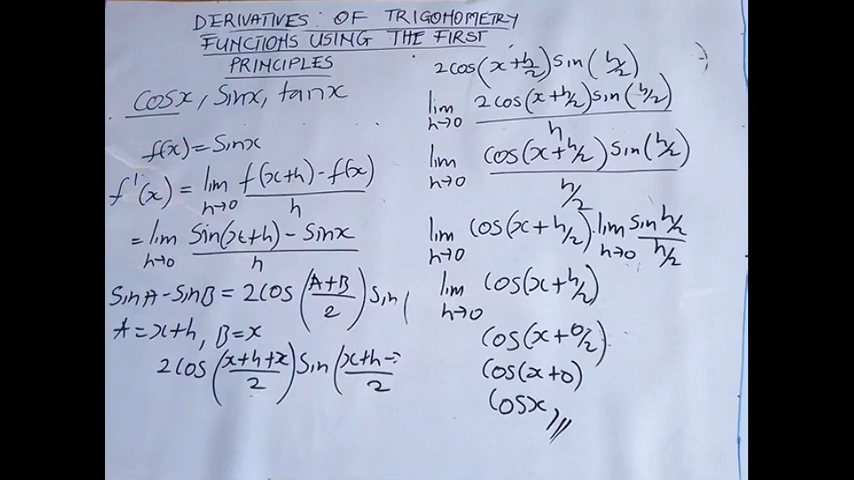 DERIVATIVES: OF TRIGOHOMETRY
FUNCTIONS USING THE FIRST
PRINCIPLES
COSx, Sinx, tanx
f(x) = Sinx
f'(x) = lim h→0 (f(x+h) - f(x))/h
= lim h→0 (Sin(x+h) - Sinx)/h
SinA - SinB = 2COS((A+B)/2) Sin(
A = x+h, B = x
2COS((x+h+x)/2) Sin((x+h -)/2
2cos(x+h/2) Sin(h/2)
lim h→0 (2cos(x+h/2) Sin(h/2))/h
lim h→0 (cos(x+h/2) Sin(h/2))/(h/2)
lim h→0 cos(x+h/2) . lim h→0 (Sin h/2)/(h/2)
lim h→0 cos(x+h/2)
cos(x+0/2)
cos(x+0)
COSx,//